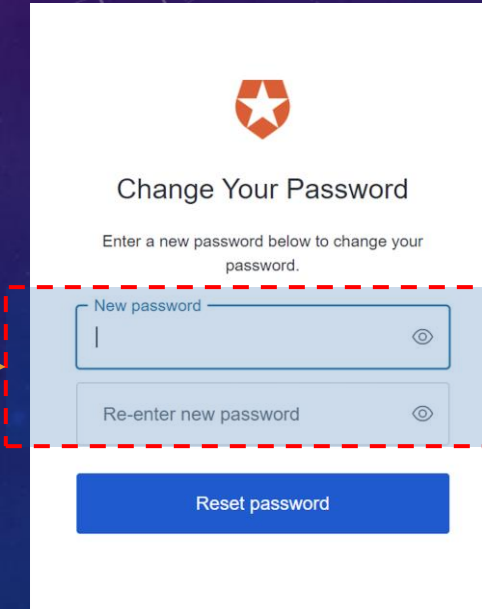 Change Your Password
Enter a new password below to change your
password.
New password
Re-enter new password
Reset password